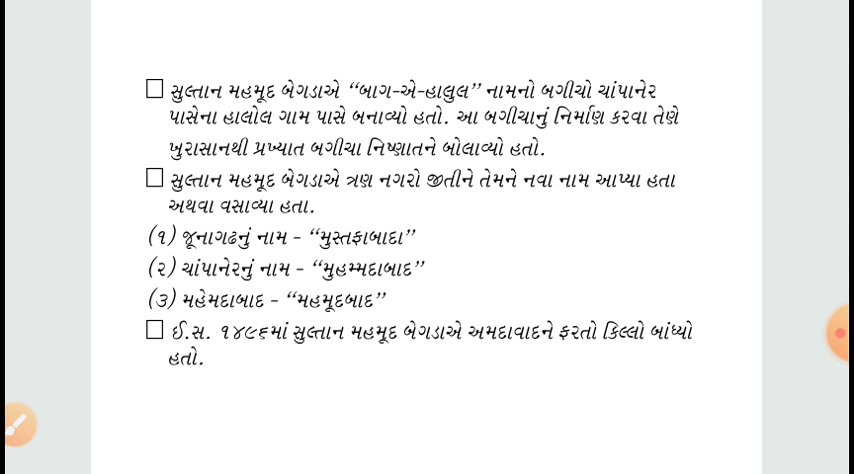 □ સુલ્તાન મહમૂદ બેગડાએ “બાગ-એ-હાલુલ” નામનો બગીચો ચાંપાનેર
પાસેના હાલોલ ગામ પાસે બનાવ્યો હતો. આ બગીચાનું નિર્માણ કરવા તેણે
ખુરાસાનથી પ્રખ્યાત બગીચા નિષ્ણાતને બોલાવ્યો હતો.
□ સુલ્તાન મહમૂદ બેગડાએ ત્રણ નગરો જીતીને તેમને નવા નામ આપ્યા હતા
અથવા વસાવ્યા હતા.
(૧) જૂનાગઢનું નામ - “મુસ્તફાબાદા”
(૨) ચાંપાનેરનું નામ - “મુહમ્મદાબાદ”
(૩) મહેમદાબાદ - “મહમૂદબાદ”
□ ઈ.સ. ૧૪૯૬માં સુલ્તાન મહમૂદ બેગડાએ અમદાવાદને ફરતો કિલ્લો બાંધ્યો
હતો.